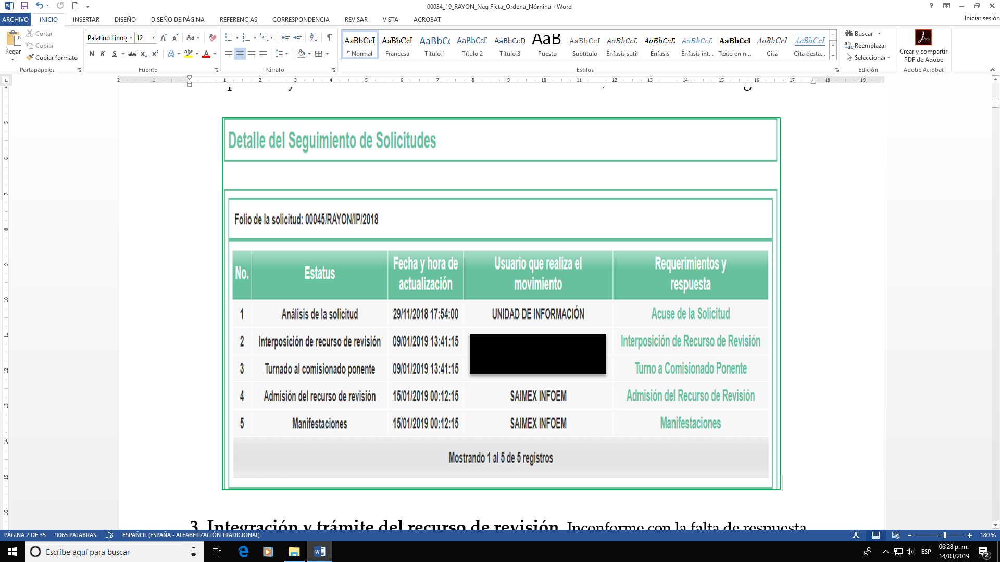 00034_19_RAYON_Neg Ficta_Ordena_Nómina - Word
ARCHIVO INICIO INSERTAR DISEÑO DISEÑO DE PÁGINA REFERENCIAS CORRESPONDENCIA REVISAR VISTA ACROBAT Iniciar sesión
Pegar
Cortar
Copiar
Copiar formato
Portapapeles
Palatino Linoty 12
N K S abc x₂ x²
Fuente
Párrafo
AaBbCcI AaBbCcI AaBbCc AaBbCcD AaBbCcD AaB AaBbCcI AaBbCcD AaBbCcD AaBbCcD AaBbCcI AaBbCcI AaBbCcI
¶ Normal Francesa Título 1 Título 2 Título 3 Puesto Subtítulo Énfasis sutil Énfasis Énfasis int... Texto en n... Cita Cita desta...
Estilos
Buscar
Reemplazar
Seleccionar
Edición
Crear y compartir
PDF de Adobe
Adobe Acrobat
2 1 1 2 3 4 5 6 7 8 9 10 11 12 13 14 15 16 17 18 19
Detalle del Seguimiento de Solicitudes
Folio de la solicitud: 00045/RAYON/IP/2018
No. Estatus Fecha y hora de actualización Usuario que realiza el movimiento Requerimientos y respuesta
1 Análisis de la solicitud 29/11/2018 17:54:00 UNIDAD DE INFORMACIÓN Acuse de la Solicitud
2 Interposición de recurso de revisión 09/01/2019 13:41:15 Interposición de Recurso de Revisión
3 Turnado al comisionado ponente 09/01/2019 13:41:15 Turno a Comisionado Ponente
4 Admisión del recurso de revisión 15/01/2019 00:12:15 SAIMEX INFOEM Admisión del Recurso de Revisión
5 Manifestaciones 15/01/2019 00:12:15 SAIMEX INFOEM Manifestaciones
Mostrando 1 al 5 de 5 registros
3. Integración y trámite del recurso de revisión. Inconforme con la falta de respuesta
PÁGINA 2 DE 35 9065 PALABRAS ESPAÑOL (ESPAÑA - ALFABETIZACIÓN TRADICIONAL) 180 %
Escribe aquí para buscar
ESP
06:28 p. m.
14/03/2019
2